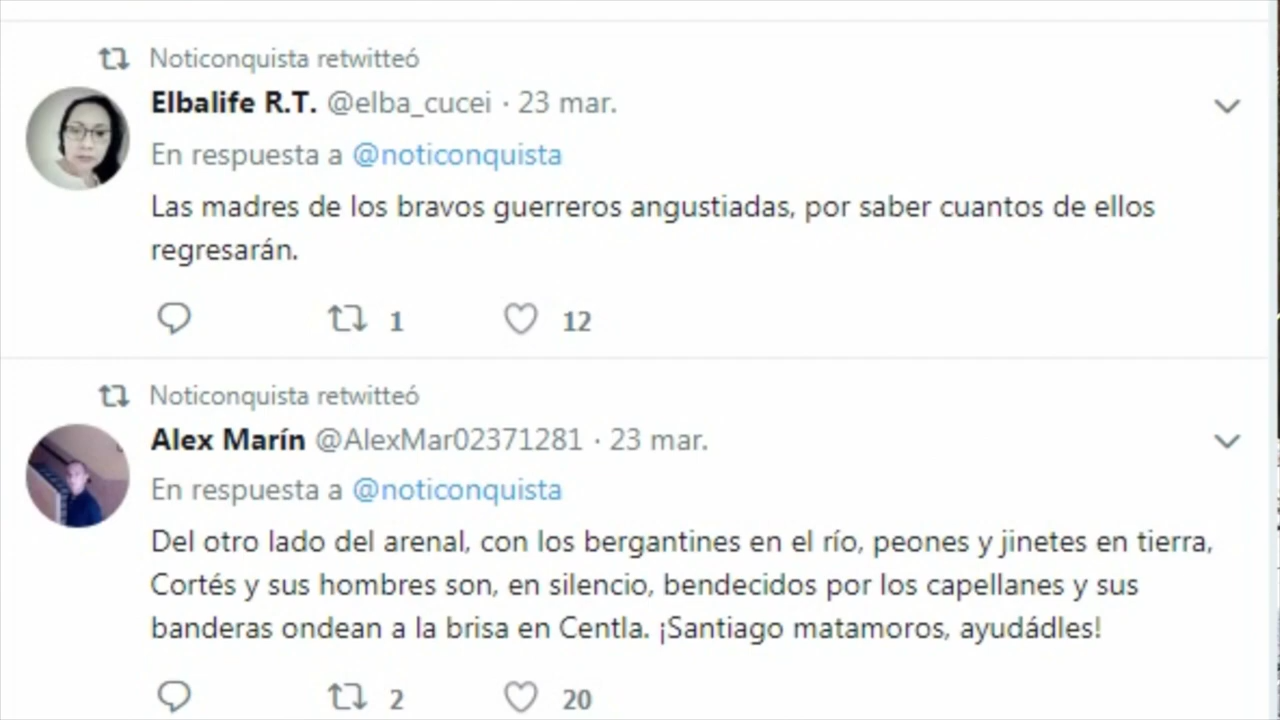 Noticonquista retwitteó
Elbalife R.T. @elba_cucei · 23 mar.
En respuesta a @noticonquista
Las madres de los bravos guerreros angustiadas, por saber cuantos de ellos
regresarán.
1 12
Noticonquista retwitteó
Alex Marín @AlexMar02371281 · 23 mar.
En respuesta a @noticonquista
Del otro lado del arenal, con los bergantines en el río, peones y jinetes en tierra,
Cortés y sus hombres son, en silencio, bendecidos por los capellanes y sus
banderas ondean a la brisa en Centla. ¡Santiago matamoros, ayudádles!
2 20